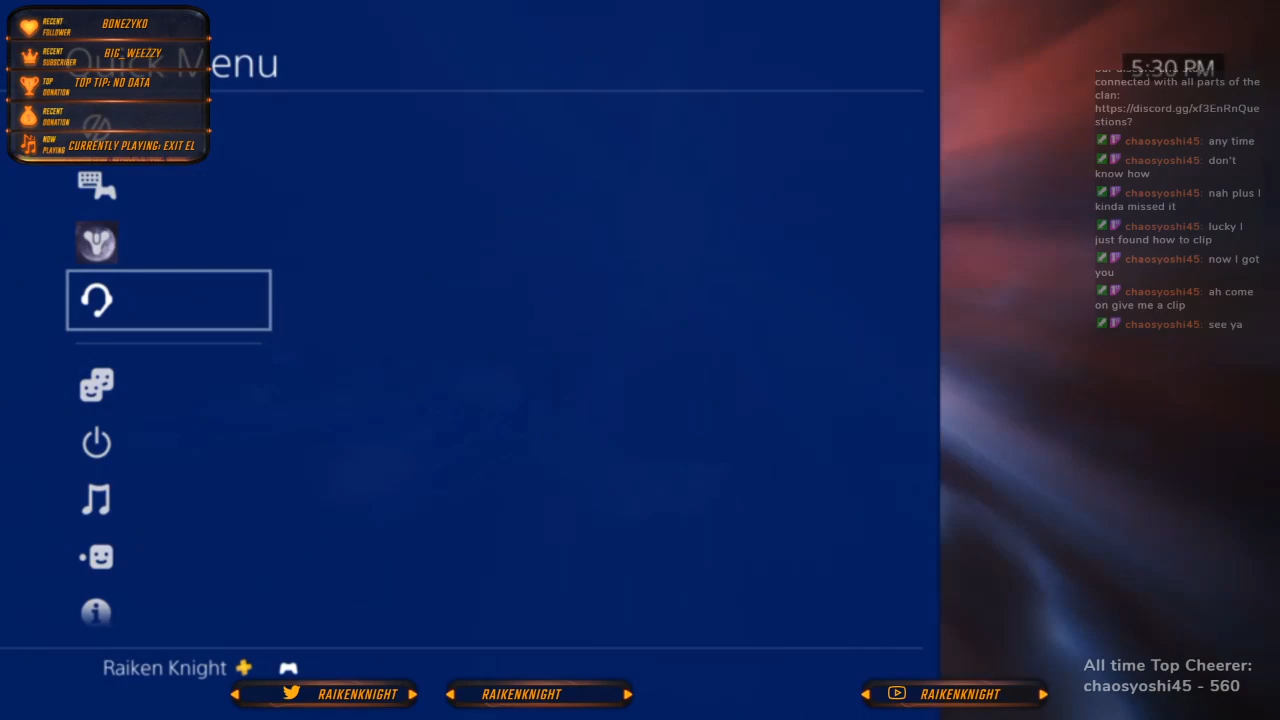 RECENT FOLLOWER BONEZYKO
RECENT SUBSCRIBER BIG_WEEZZY
TOP DONATION TOP TIP: NO DATA
RECENT DONATION
NOW PLAYING CURRENTLY PLAYING: EXIT EL
Quick Menu
5:30 PM
our discord
connected with all parts of the
clan:
https://discord.gg/xf3EnRnQue
stions?
chaosyoshi45: any time
chaosyoshi45: don't
know how
chaosyoshi45: nah plus I
kinda missed it
chaosyoshi45: lucky I
just found how to clip
chaosyoshi45: now I got
you
chaosyoshi45: ah come
on give me a clip
chaosyoshi45: see ya
All time Top Cheerer:
chaosyoshi45 - 560
Raiken Knight
RAIKENKNIGHT
RAIKENKNIGHT
RAIKENKNIGHT